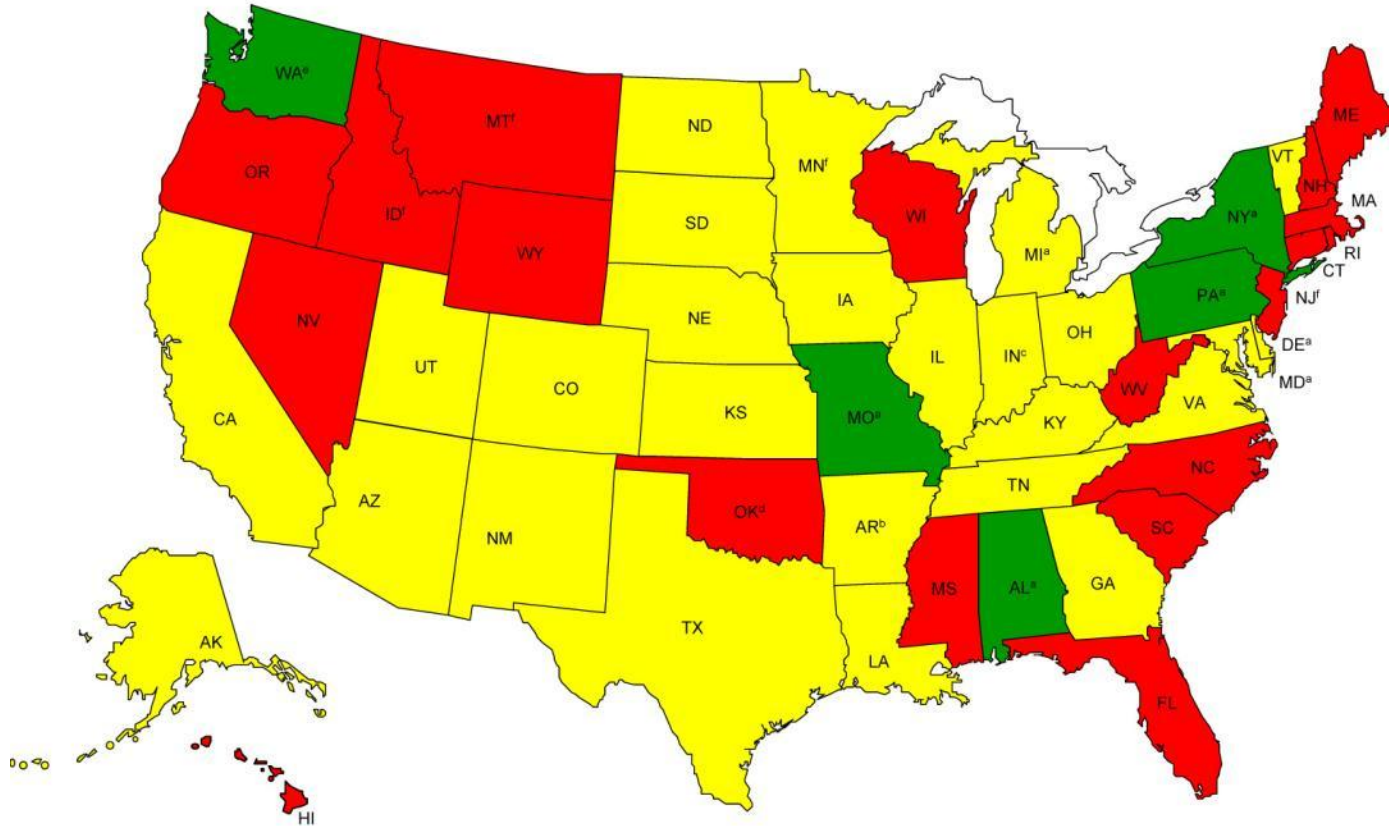 WAᵉ
MTᶠ
ND
MNᶠ
ME
VT
OR
IDᶠ
NH
WI
MA
SD
NYᵃ
WY
MIᵃ
RI
CT
PAᵃ
NJᶠ
IA
NE
NV
OH
DEᵃ
IL
INᶜ
UT
MDᵃ
CO
WV
VA
KS
CA
MOᵃ
KY
NC
TN
AZ
OKᵈ
ARᵇ
SC
NM
MS
ALᵃ
GA
TX
AK
LA
FL
HI